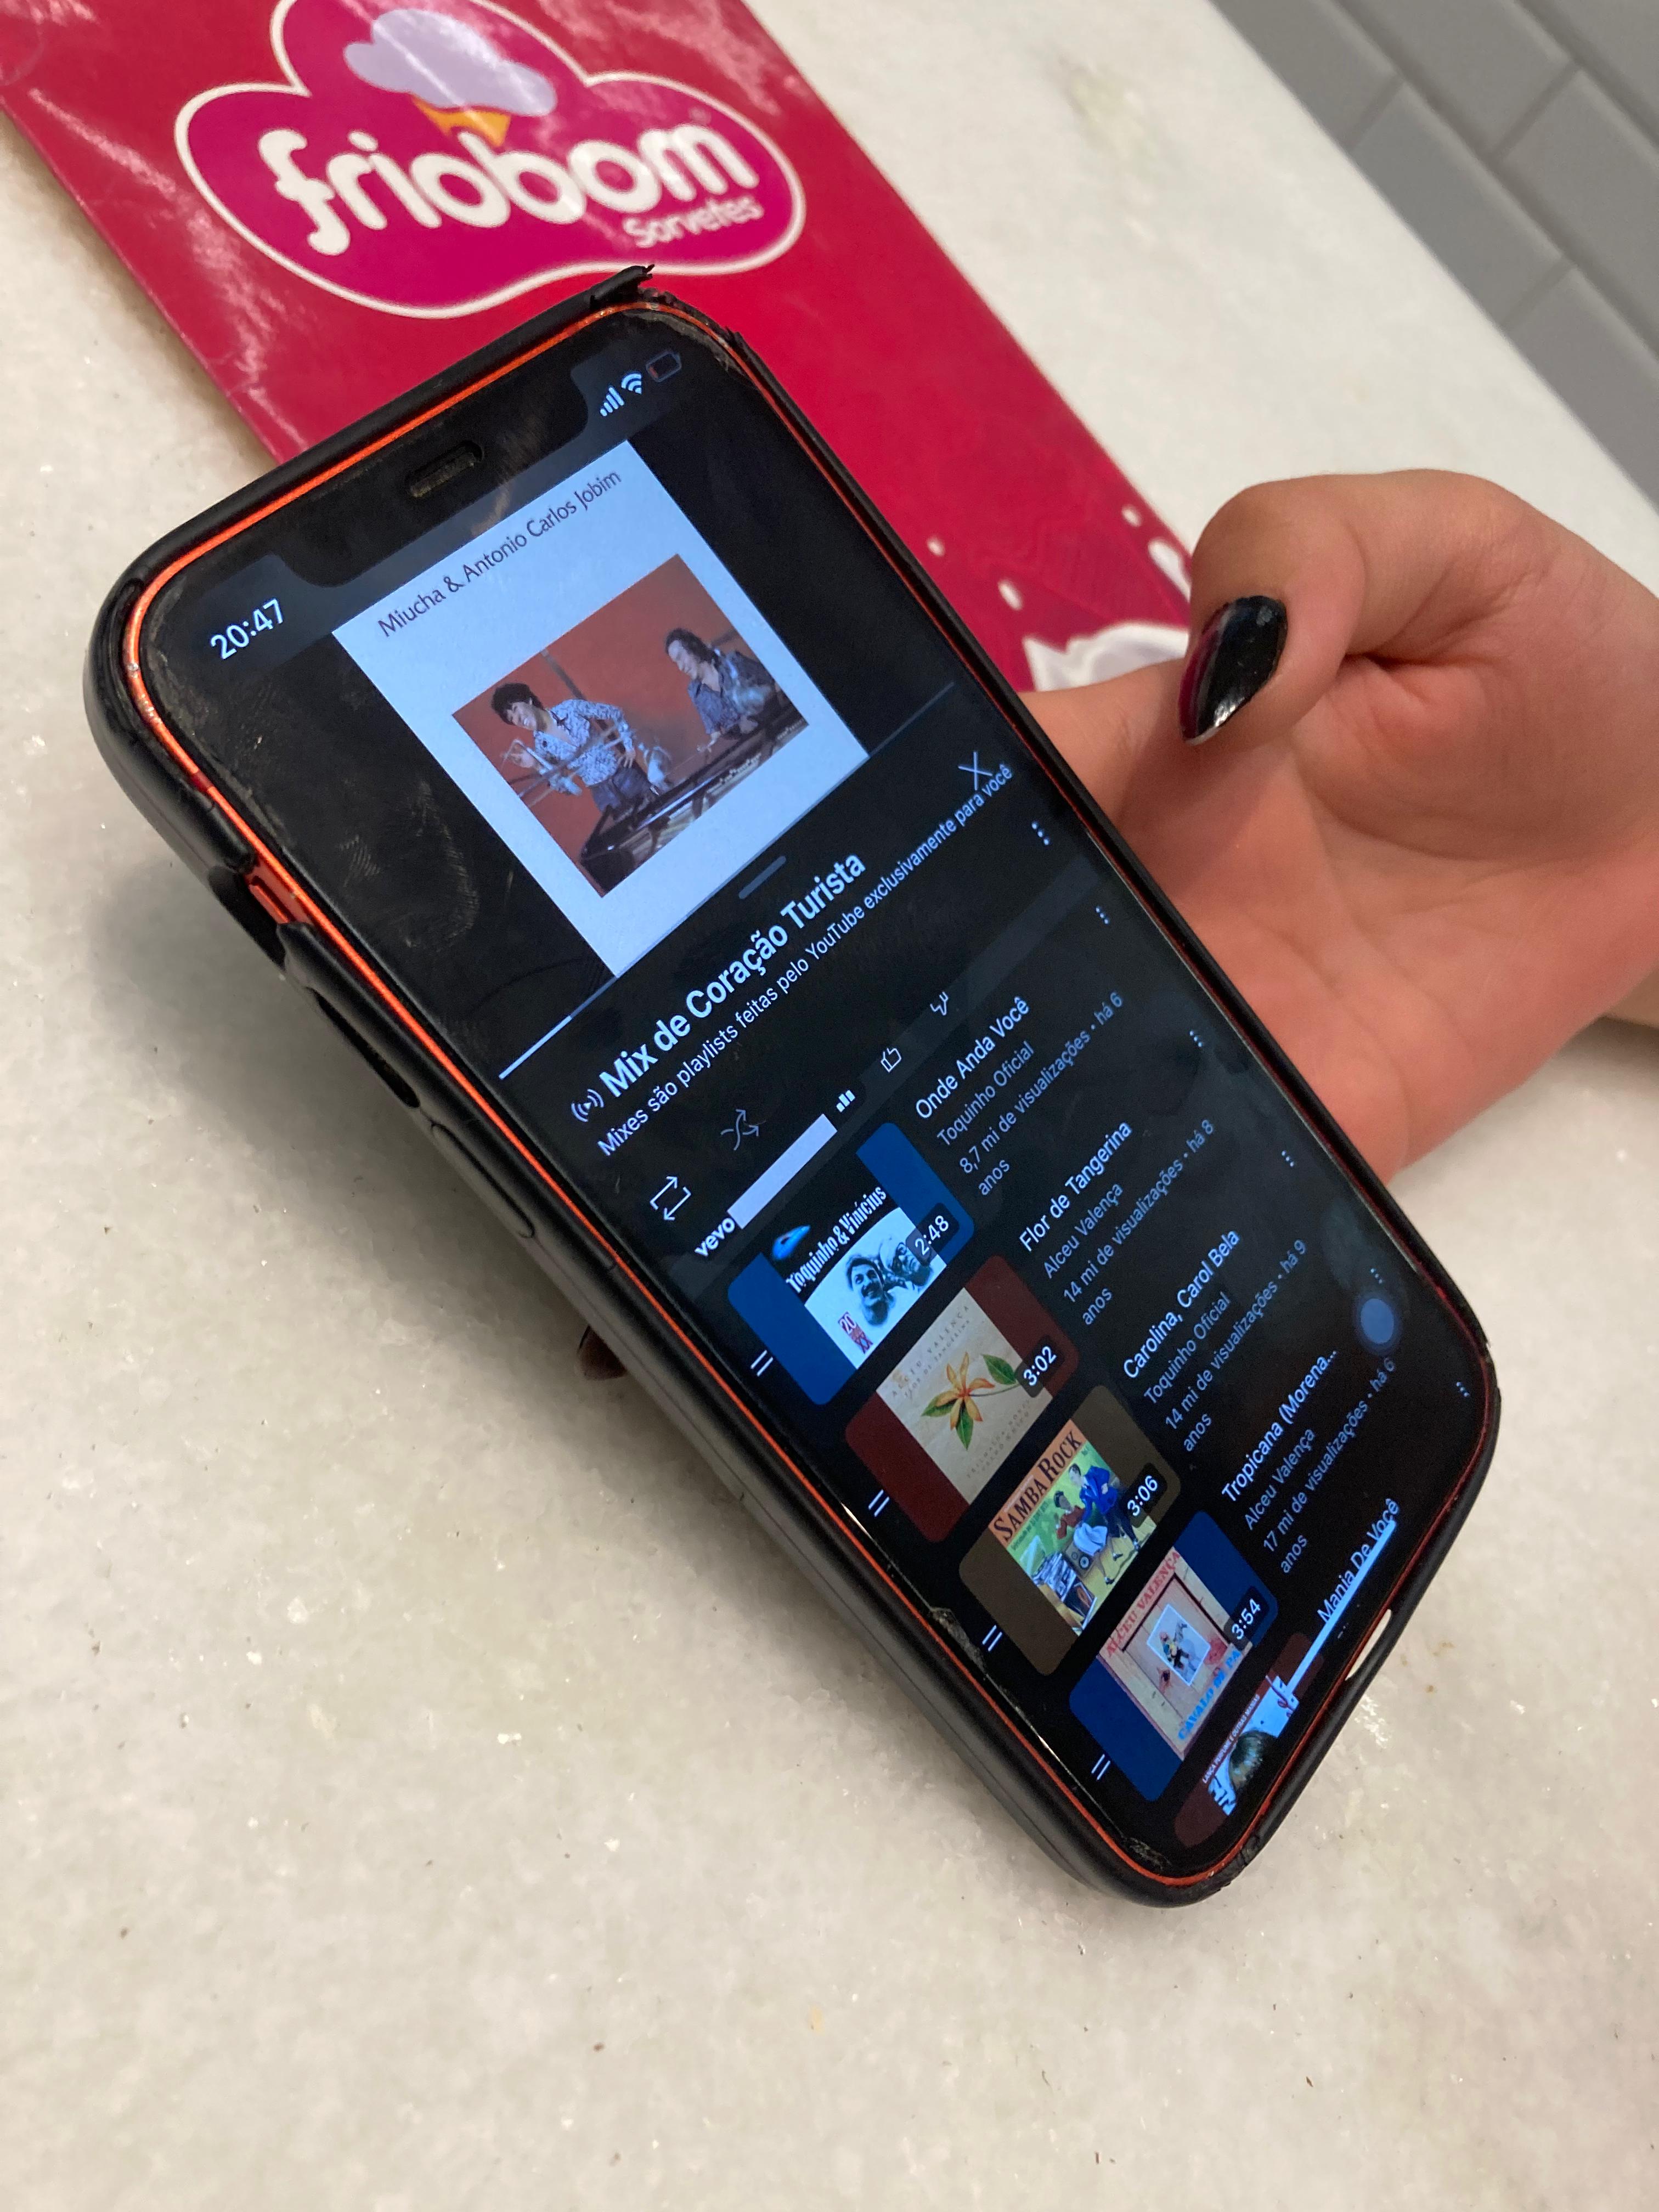 friobom
Sorvetes
20:47
Miucha & Antonio Carlos Jobim
Mix de Coração Turista
Mixes são playlists feitas pelo YouTube exclusivamente para você
vevo
Toquinho & Vinicius
20
XX
2:48
Onde Anda Você
Toquinho Oficial
8,7 mi de visualizações • há 6
anos
ALCEU VALENÇA
3:02
Flor de Tangerina
Alceu Valença
14 mi de visualizações • há 8
anos
SAMBA ROCK
3:06
Carolina, Carol Bela
Toquinho Oficial
14 mi de visualizações • há 9
anos
ALCEU VALENÇA
CAVALO DE PA
3:54
Tropicana (Morena...
Alceu Valença
17 mi de visualizações • há 6
anos
Mania De Você